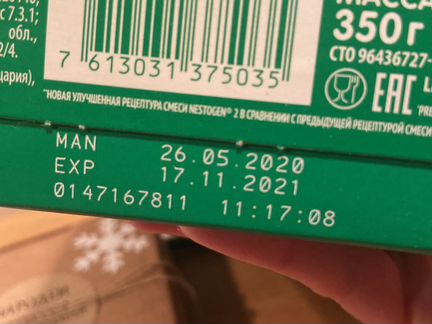 с 7.3.1;
обл.,
2/4.
МАССА
350 г
СТО 96436727-
7 613031 375035
EAC
"НОВАЯ УЛУЧШЕННАЯ РЕЦЕПТУРА СМЕСИ NESTOGEN® 2 В СРАВНЕНИИ С ПРЕДЫДУЩЕЙ РЕЦЕПТУРОЙ СМЕСИ
MAN 26.05.2020
EXP 17.11.2021
0147167811 11:17:08